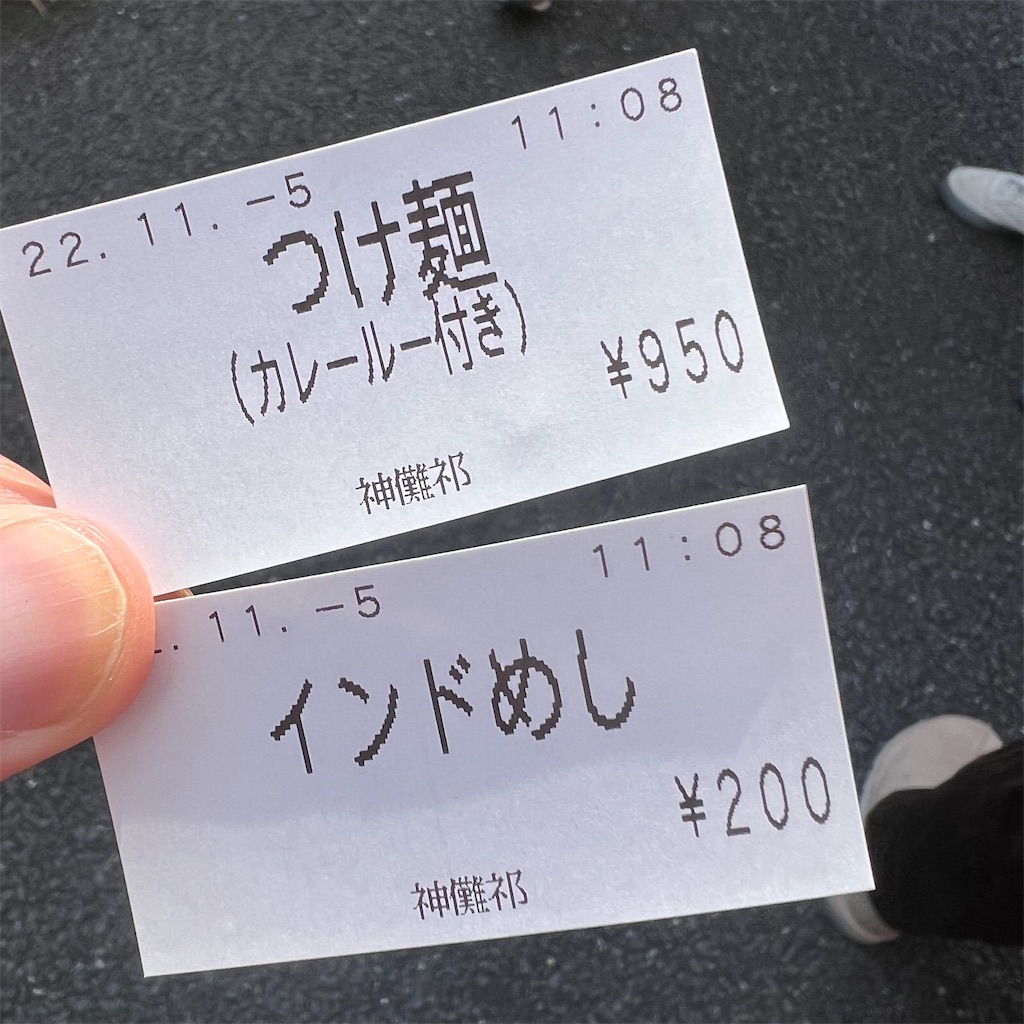 22.11.-5 11:08
つけ麺
(カレールー付き)
¥950
神儺祁
.11.-5 11:08
インドめし
¥200
神儺祁